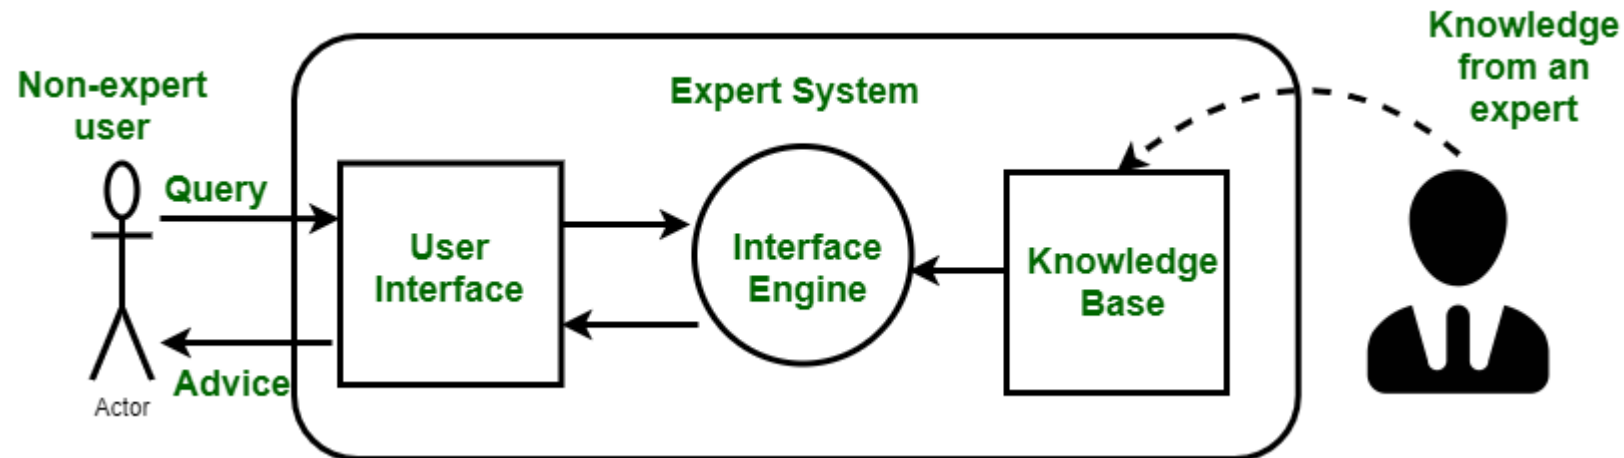 Knowledge
from an
expert
Non-expert
user
Expert System
Query
User
Interface
Interface
Engine
Knowledge
Base
Advice
Actor